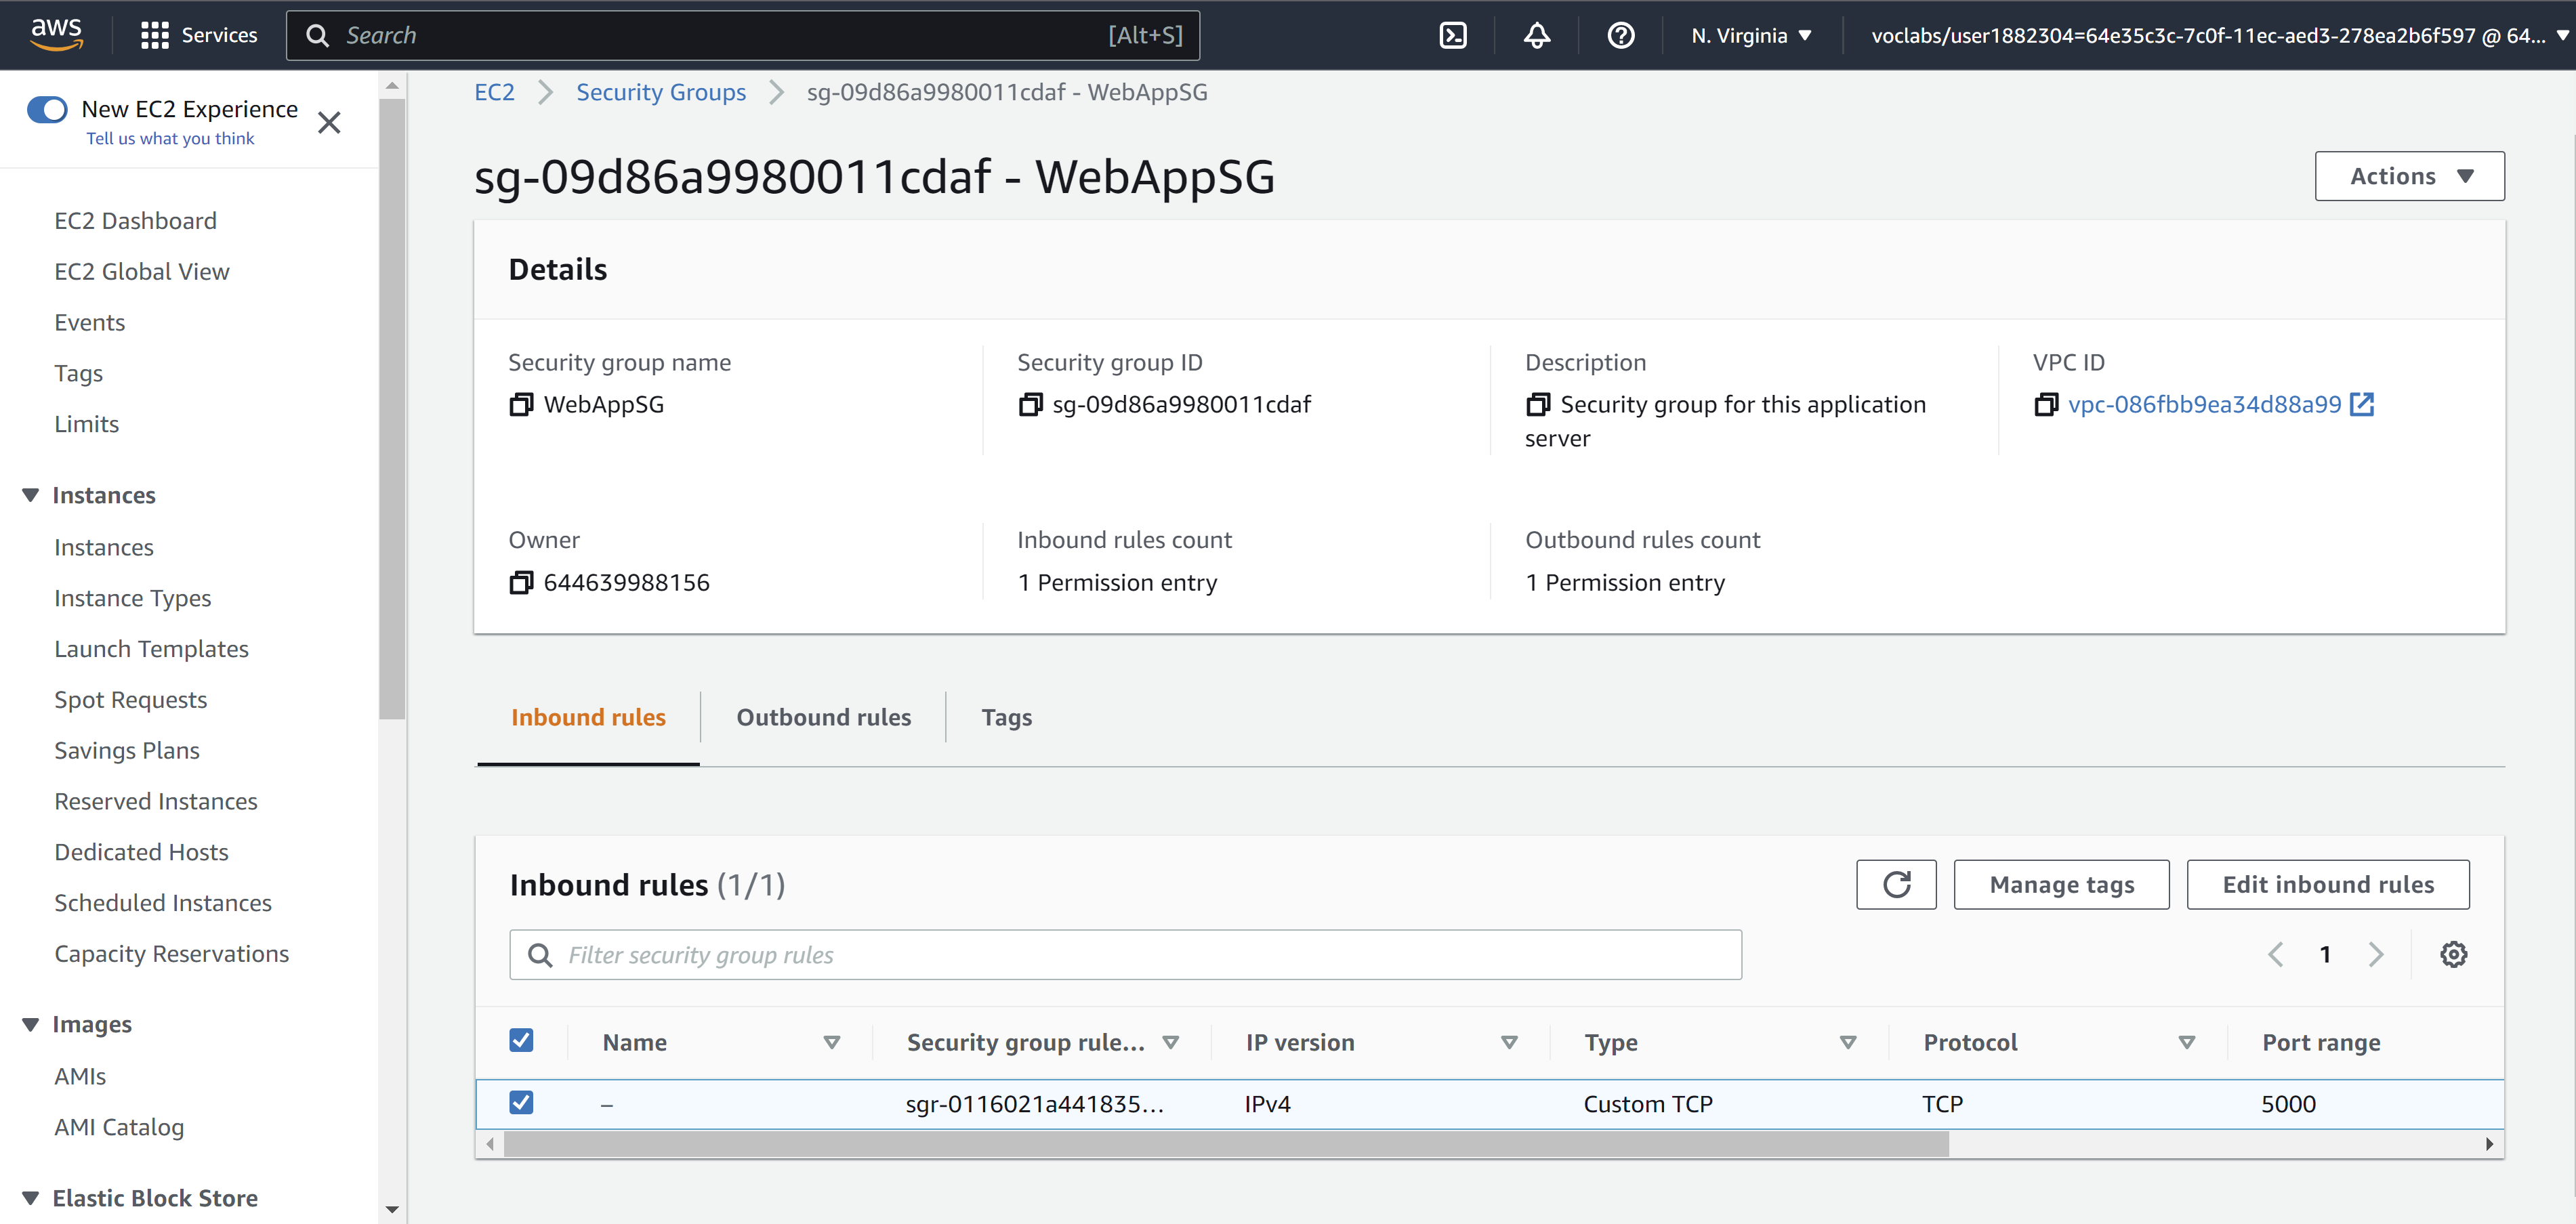 aws
Services
Search
[Alt+S]
N. Virginia
voclabs/user1882304=64e35c3c-7c0f-11ec-aed3-278ea2b6f597 @ 64...
New EC2 Experience
Tell us what you think
EC2 Dashboard
EC2 Global View
Events
Tags
Limits
Instances
Instances
Instance Types
Launch Templates
Spot Requests
Savings Plans
Reserved Instances
Dedicated Hosts
Scheduled Instances
Capacity Reservations
Images
AMIs
AMI Catalog
Elastic Block Store
EC2 > Security Groups > sg-09d86a9980011cdaf - WebAppSG
sg-09d86a9980011cdaf - WebAppSG
Actions
Details
Security group name
WebAppSG
Security group ID
sg-09d86a9980011cdaf
Description
Security group for this application
server
VPC ID
vpc-086fbb9ea34d88a99
Owner
644639988156
Inbound rules count
1 Permission entry
Outbound rules count
1 Permission entry
Inbound rules
Outbound rules
Tags
Inbound rules (1/1)
Manage tags
Edit inbound rules
Filter security group rules
1
Name
Security group rule...
IP version
Type
Protocol
Port range
–
sgr-0116021a441835...
IPv4
Custom TCP
TCP
5000